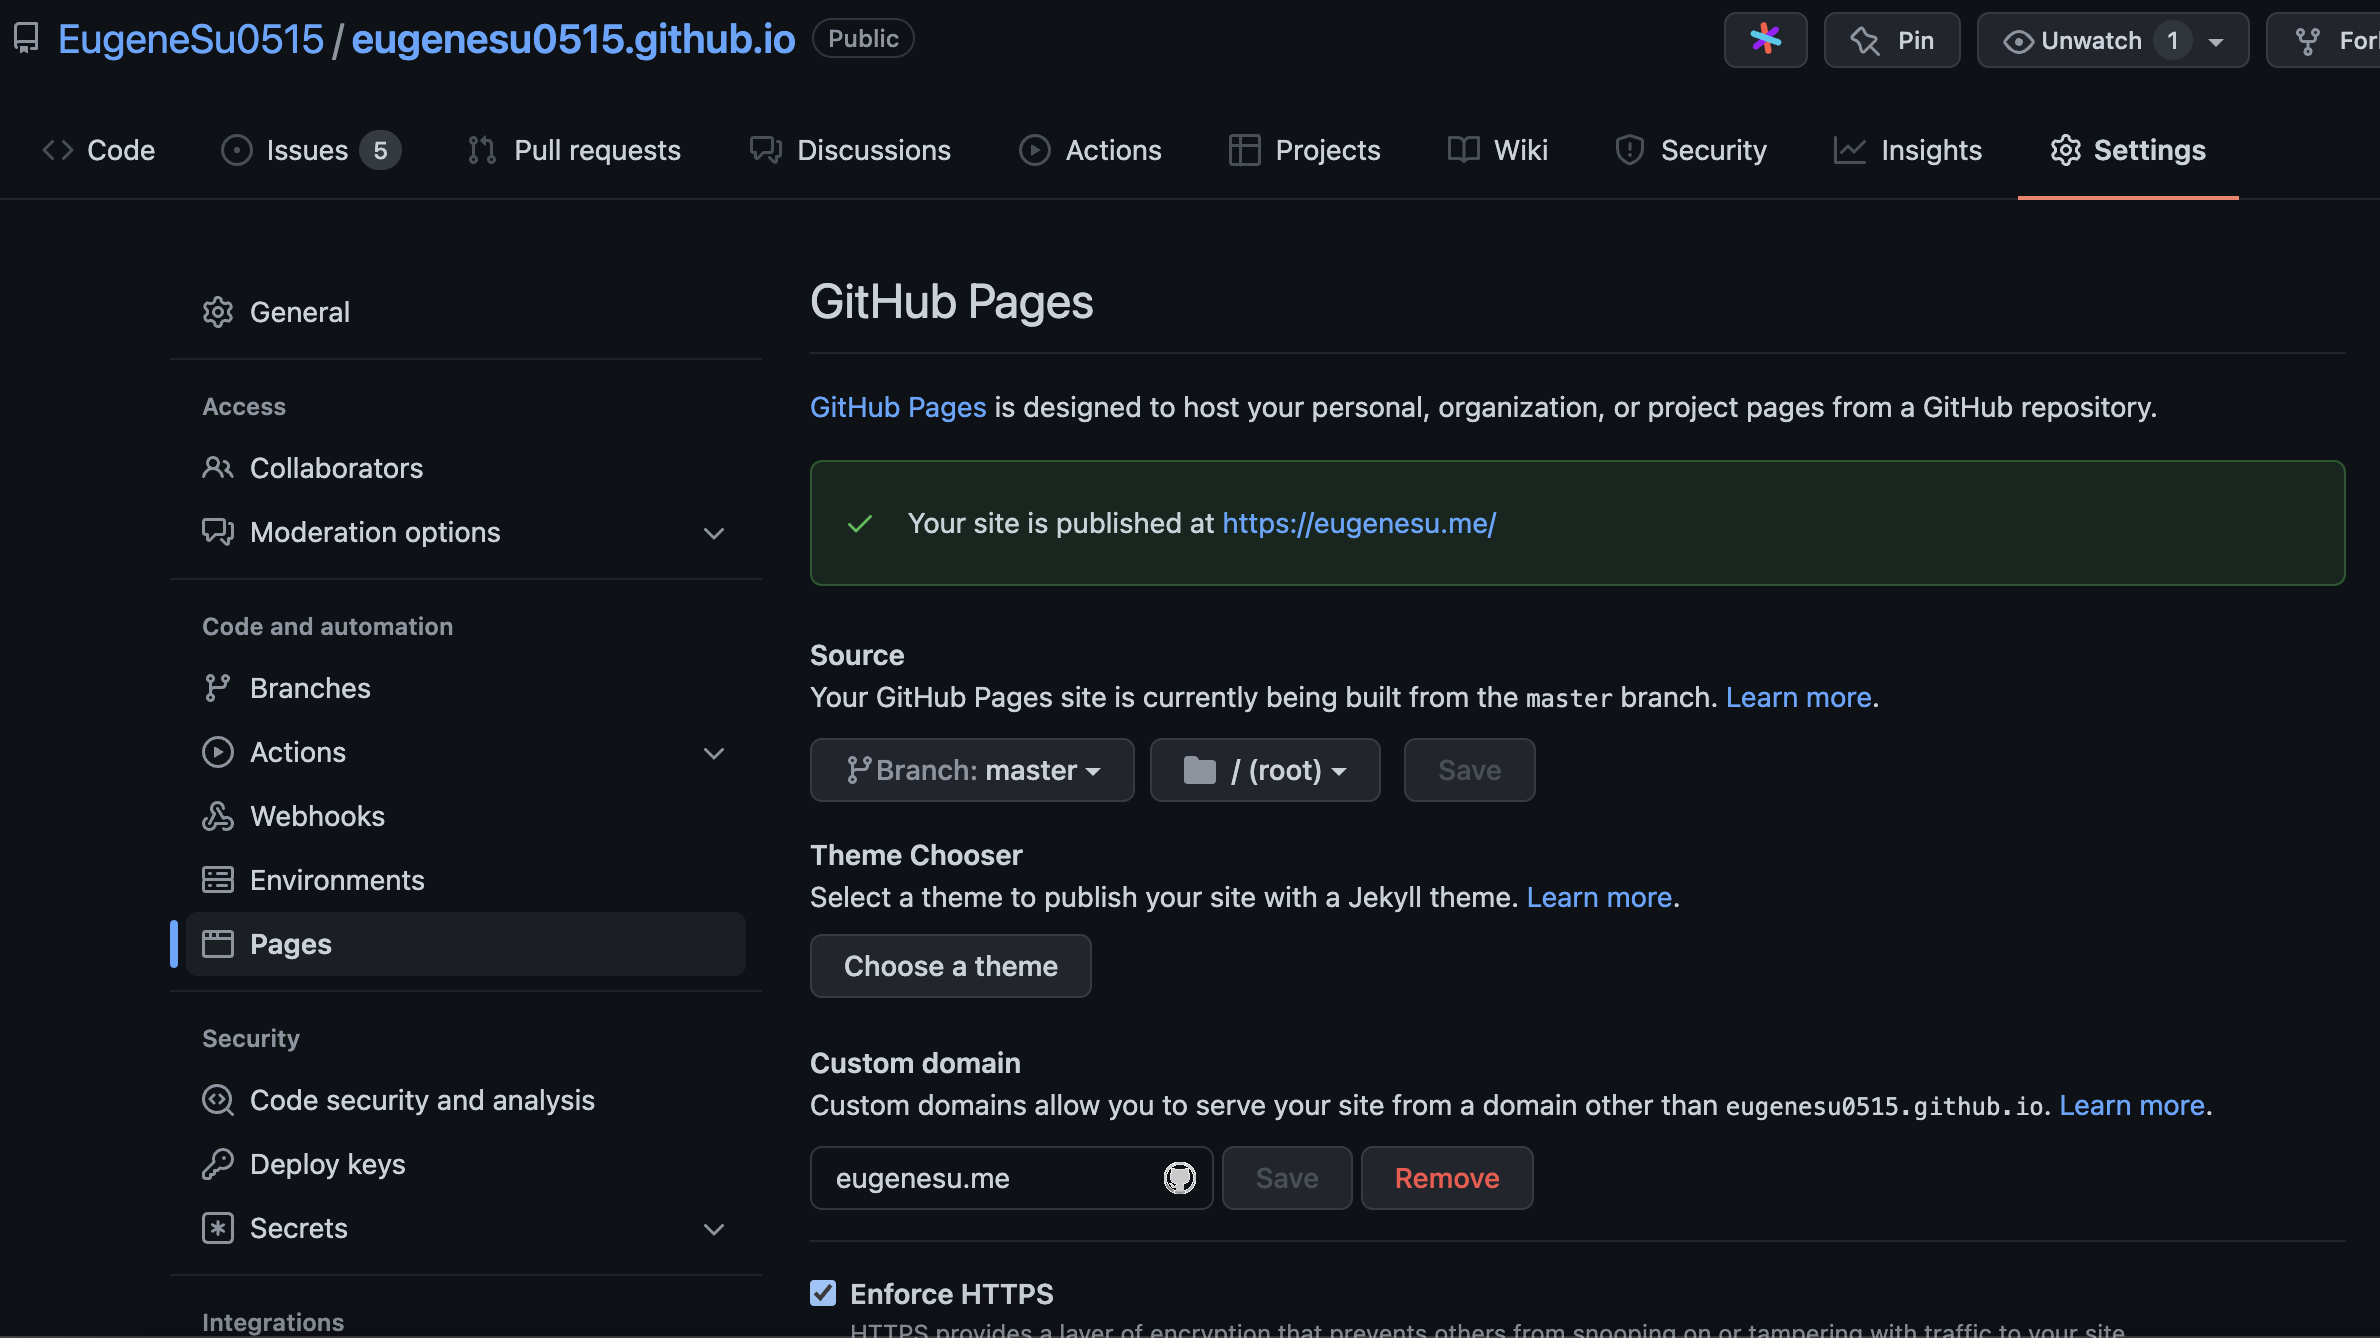 EugeneSu0515 / eugenesu0515.github.io Public Pin Unwatch 1
Code Issues 5 Pull requests Discussions Actions Projects Wiki Security Insights Settings
General
Access
Collaborators
Moderation options
Code and automation
Branches
Actions
Webhooks
Environments
Pages
Security
Code security and analysis
Deploy keys
Secrets
Integrations
GitHub Pages
GitHub Pages is designed to host your personal, organization, or project pages from a GitHub repository.
Your site is published at https://eugenesu.me/
Source
Your GitHub Pages site is currently being built from the master branch. Learn more.
Branch: master / (root) Save
Theme Chooser
Select a theme to publish your site with a Jekyll theme. Learn more.
Choose a theme
Custom domain
Custom domains allow you to serve your site from a domain other than eugenesu0515.github.io. Learn more.
eugenesu.me Save Remove
Enforce HTTPS
HTTPS provides a layer of encryption that prevents others from snooping on or tampering with traffic to your site